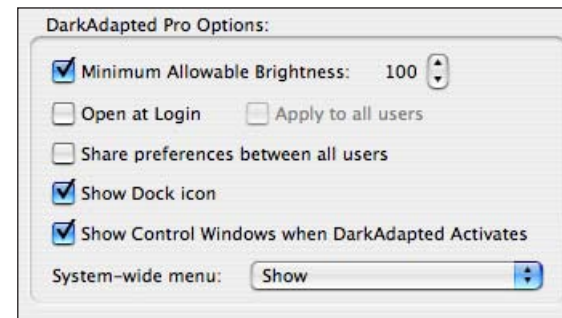 DarkAdapted Pro Options:
Minimum Allowable Brightness: 100
Open at Login Apply to all users
Share preferences between all users
Show Dock icon
Show Control Windows when DarkAdapted Activates
System-wide menu: Show